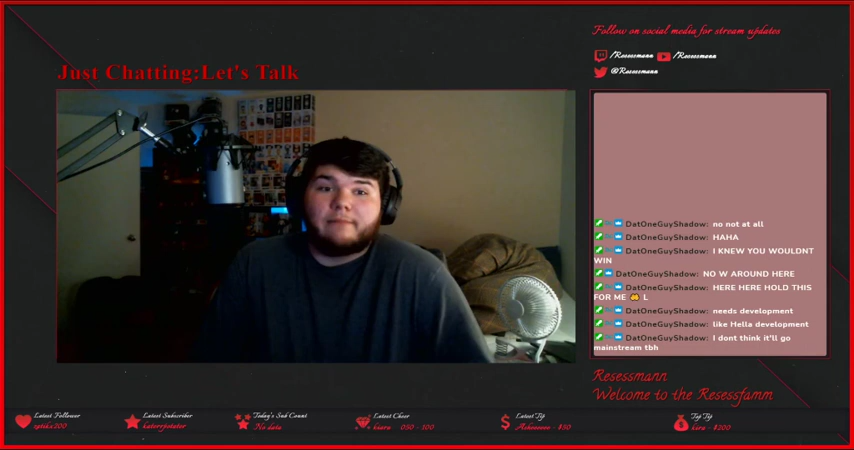 Follow on social media for stream updates
/Resessmann /Resessmann
@Resessmann
Just Chatting:Let's Talk
DatOneGuyShadow: no not at all
DatOneGuyShadow: HAHA
DatOneGuyShadow: I KNEW YOU WOULDNT
WIN
DatOneGuyShadow: NO W AROUND HERE
DatOneGuyShadow: HERE HERE HOLD THIS
FOR ME L
DatOneGuyShadow: needs development
DatOneGuyShadow: like Hella development
DatOneGuyShadow: I dont think it'll go
mainstream tbh
Resessmann
Welcome to the Resessfamm
Latest Follower
Latest Subscriber
Today's Sub Count
No data
Latest Cheer
Latest Tip
- $50
Top Tip
- $200